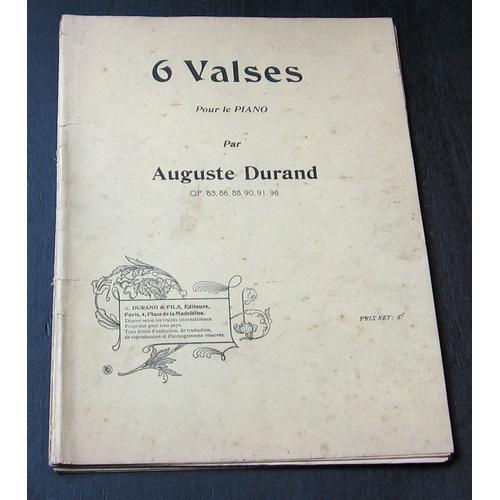 6 Valses
Pour le PIANO
Par
Auguste Durand
OP. 83, 86, 88, 90, 91, 96.
A. DURAND & FILS, Editeurs,
Paris, 4, Place de la Madeleine.
Déposé selon les traités internationaux.
Propriété pour tous pays.
Tous droits d'exécution, de traduction,
de reproduction et d'arrangements réservés.
PRIX NET :